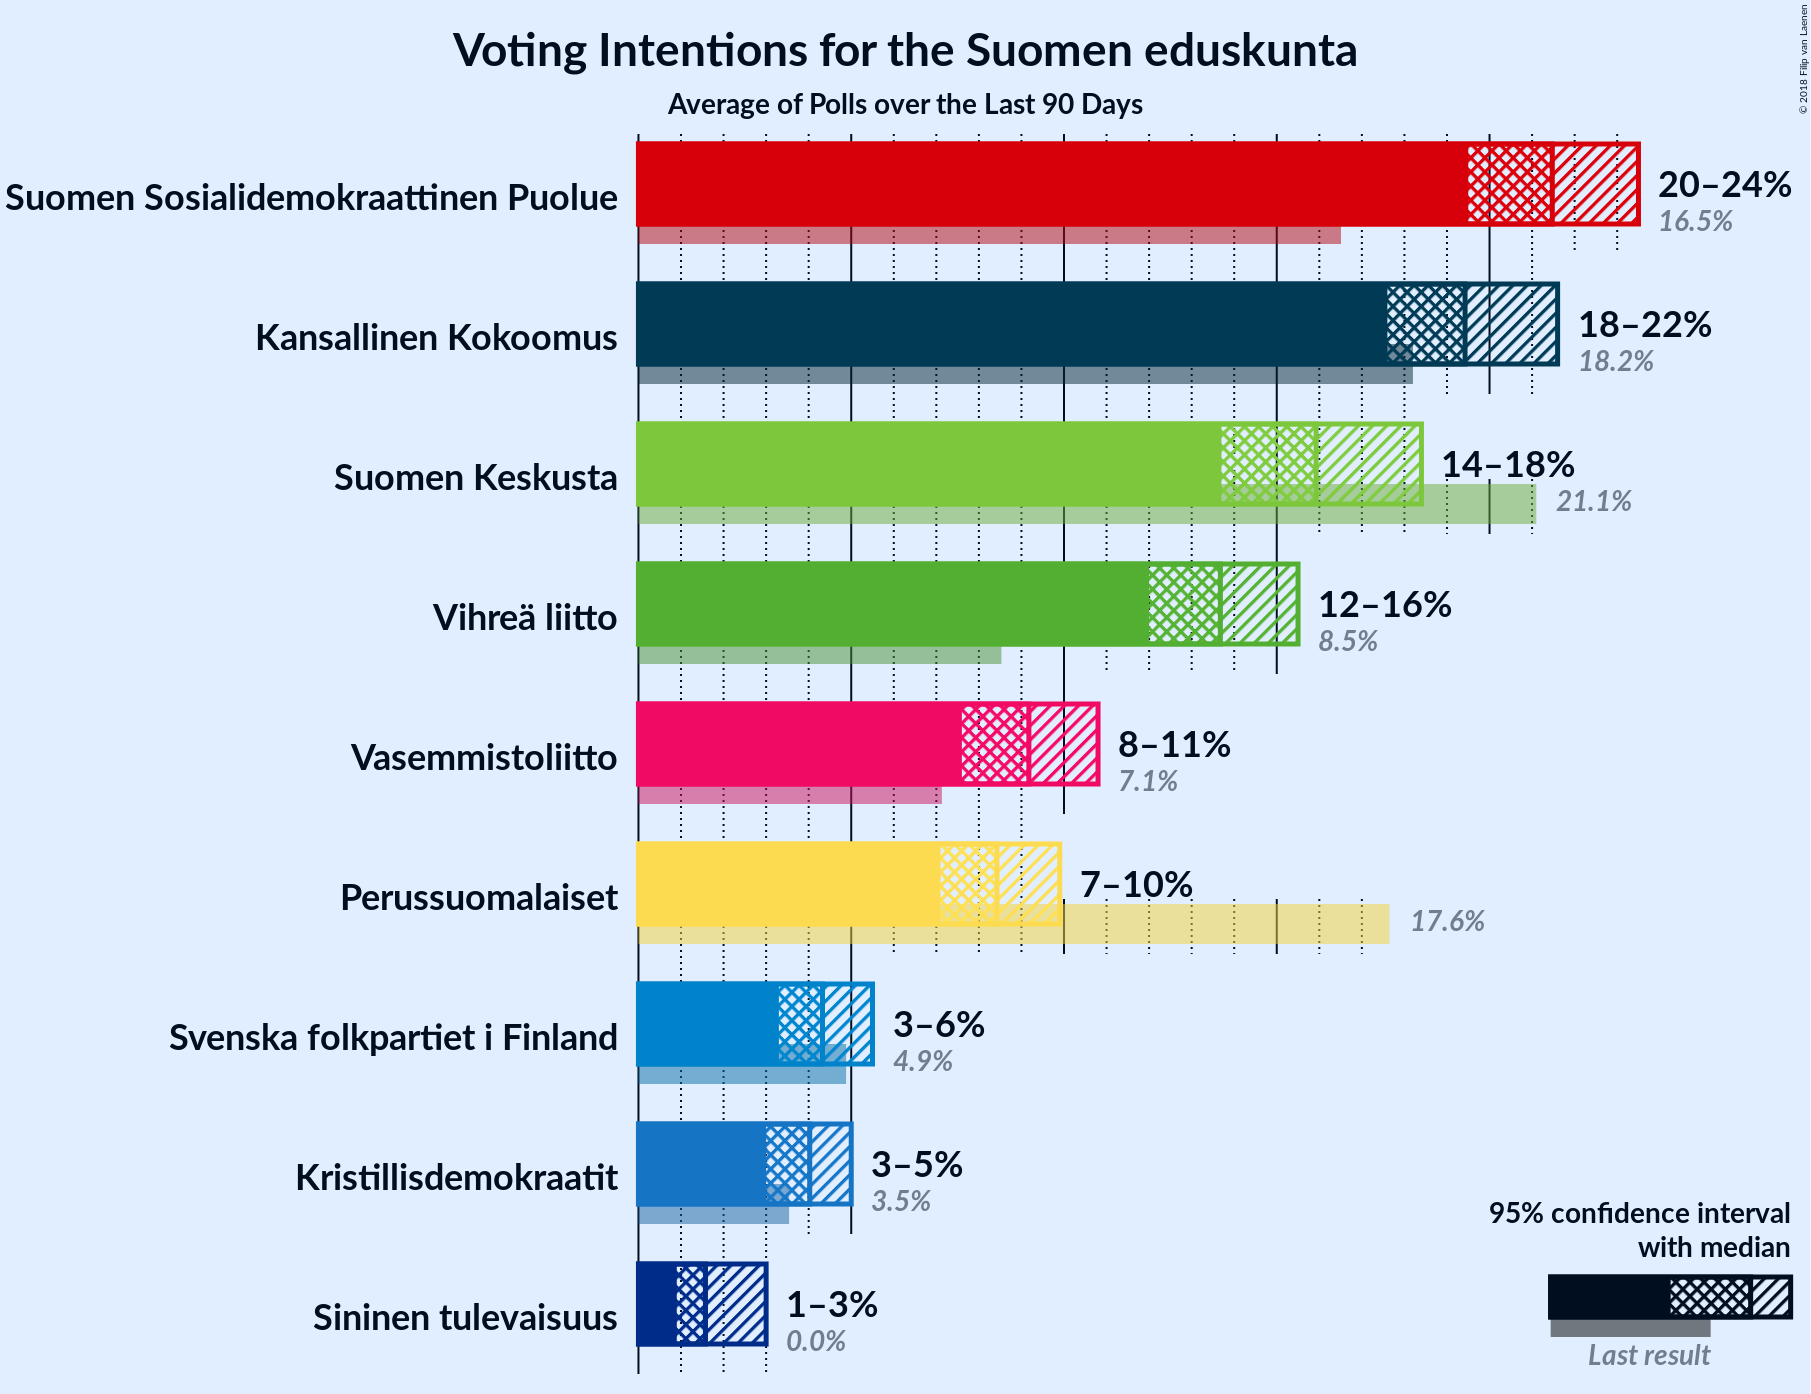 Voting Intentions for the Suomen eduskunta
Average of Polls over the Last 90 Days
© 2018 Filip van Laenen
Suomen Sosialidemokraattinen Puolue
20–24%
16.5%
Kansallinen Kokoomus
18–22%
18.2%
Suomen Keskusta
14–18%
21.1%
Vihreä liitto
12–16%
8.5%
Vasemmistoliitto
8–11%
7.1%
Perussuomalaiset
7–10%
17.6%
Svenska folkpartiet i Finland
3–6%
4.9%
Kristillisdemokraatit
3–5%
3.5%
Sininen tulevaisuus
1–3%
0.0%
95% confidence interval
with median
Last result